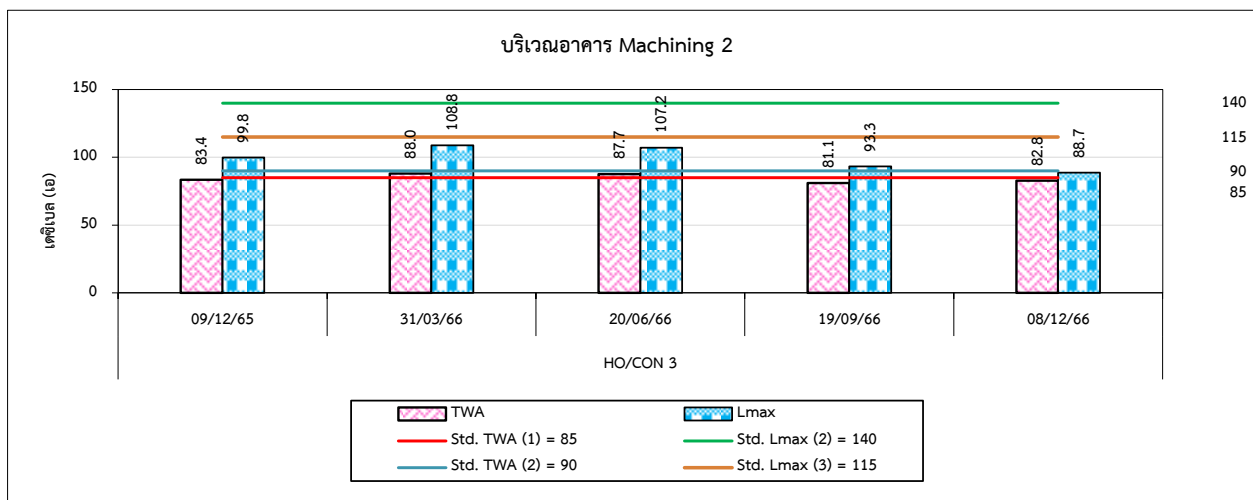 บริเวณอาคาร Machining 2
เดซิเบล (เอ)
150
100
50
0
83.4
99.8
88.0
108.8
87.7
107.2
81.1
93.3
82.8
88.7
140
115
90
85
09/12/65
31/03/66
20/06/66
19/09/66
08/12/66
HO/CON 3
TWA
Lmax
Std. TWA (1) = 85
Std. Lmax (2) = 140
Std. TWA (2) = 90
Std. Lmax (3) = 115